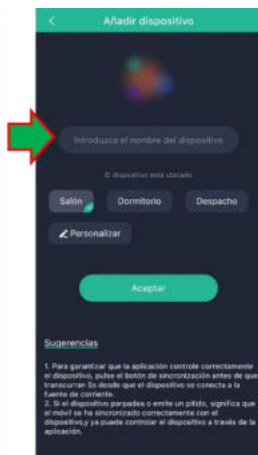 Añadir dispositivo
Introduzca el nombre del dispositivo
El dispositivo está ubicado
Salón
Dormitorio
Despacho
Personalizar
Aceptar
Sugerencias
1. Para garantizar que la aplicación controle correctamente
el dispositivo, pulse el botón de sincronización antes de que
transcurran 5s desde que el dispositivo se conecta a la
fuente de corriente.
2. Si el dispositivo parpadea o emite un pitido, significa que
el móvil se ha sincronizado correctamente con el
dispositivo,y ya puede controlar el dispositivo a través de la
aplicación.